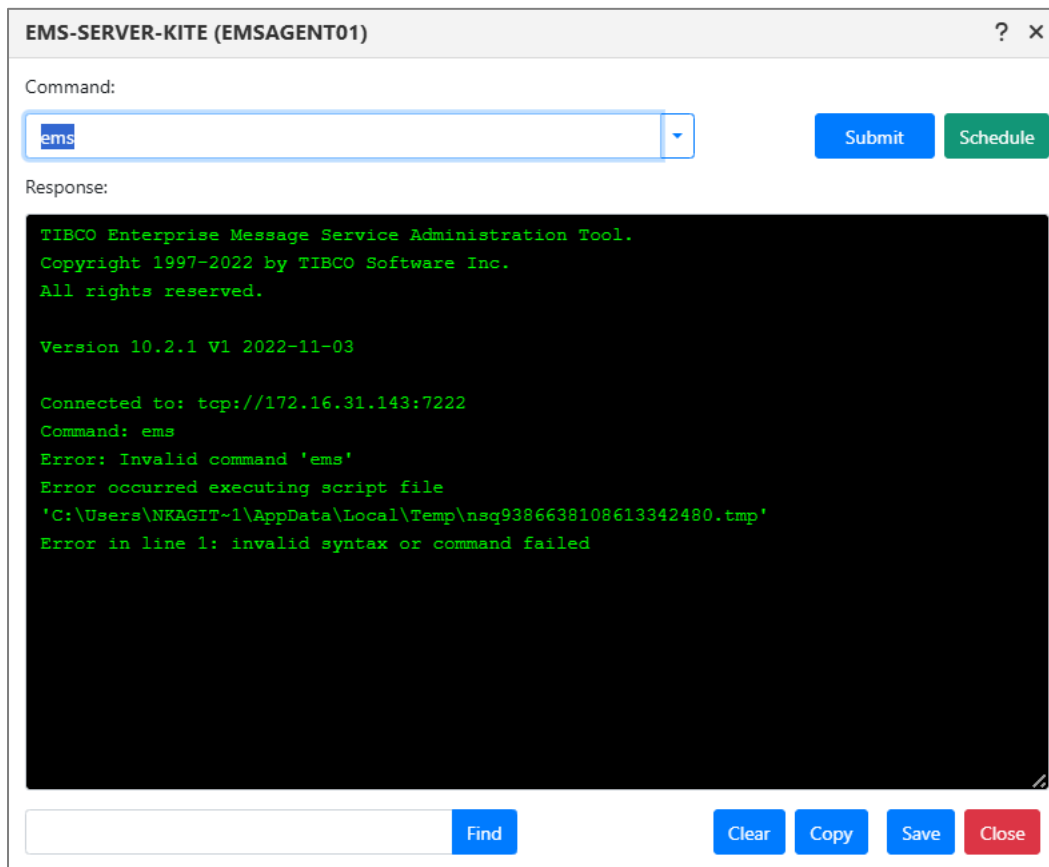 EMS-SERVER-KITE (EMSAGENT01) ? ×
Command:
ems Submit Schedule
Response:
TIBCO Enterprise Message Service Administration Tool.
Copyright 1997-2022 by TIBCO Software Inc.
All rights reserved.
Version 10.2.1 V1 2022-11-03
Connected to: tcp://172.16.31.143:7222
Command: ems
Error: Invalid command 'ems'
Error occurred executing script file
'C:\Users\NKAGIT~1\AppData\Local\Temp\nsq9386638108613342480.tmp'
Error in line 1: invalid syntax or command failed
Find Clear Copy Save Close